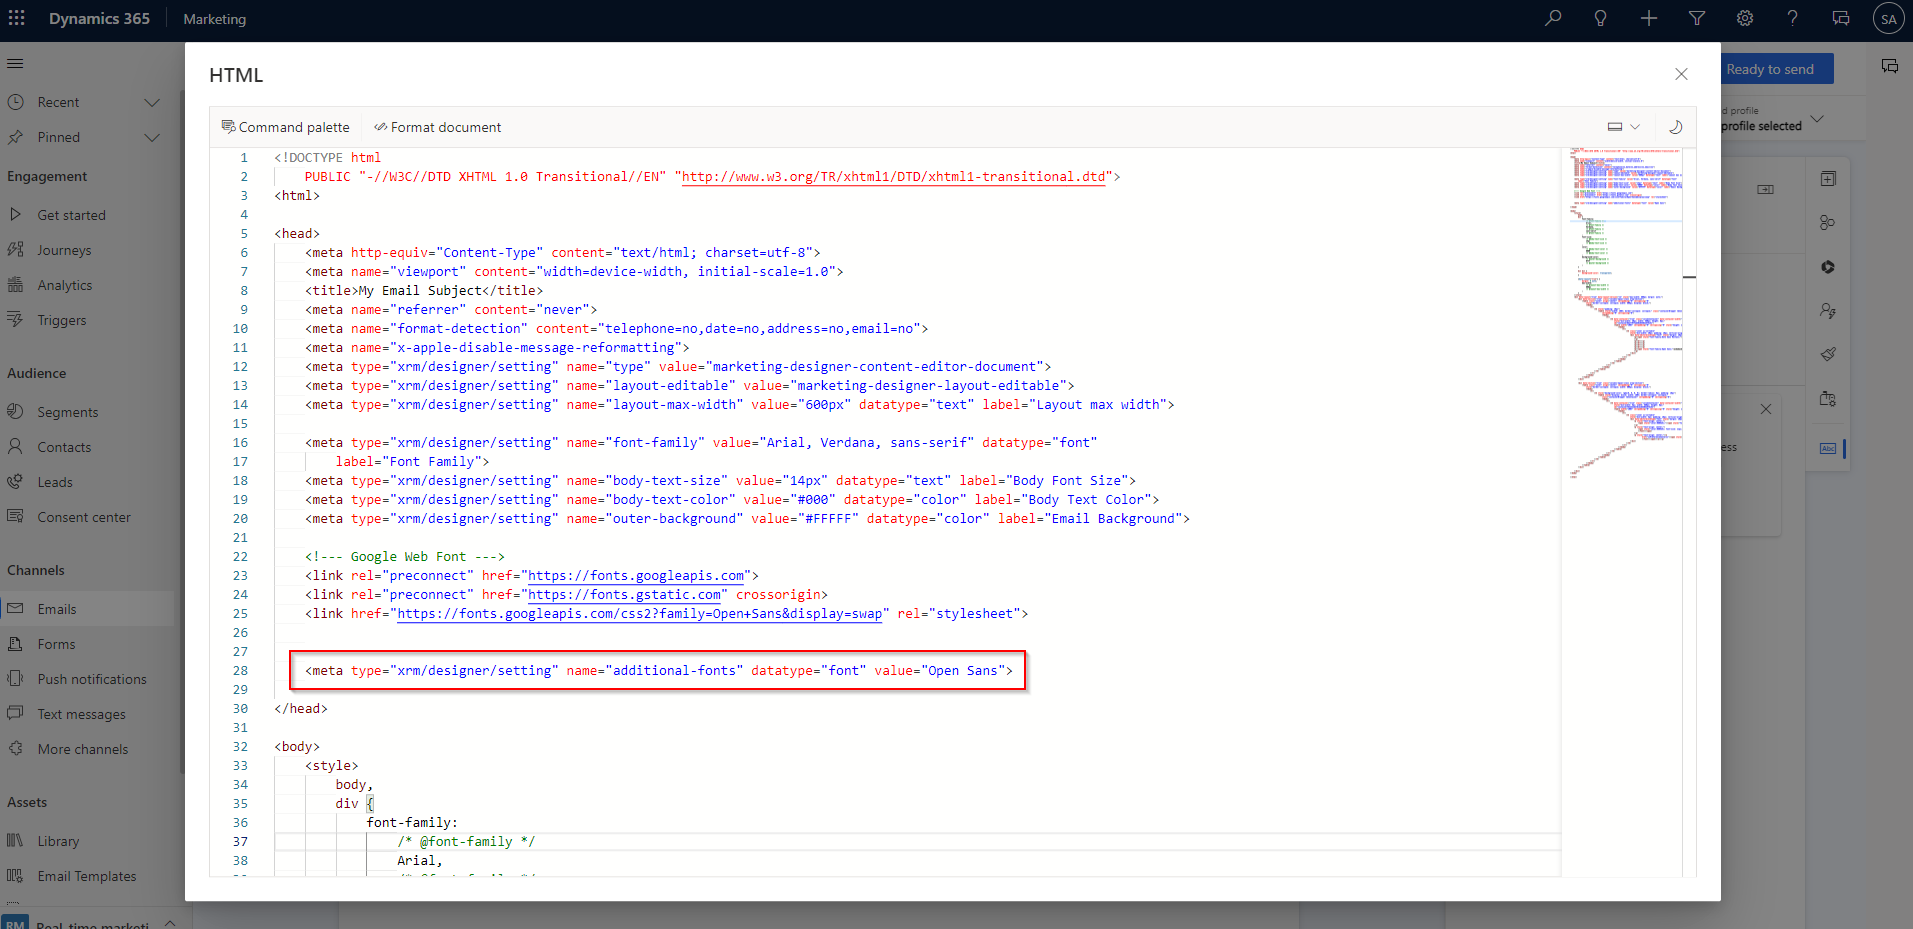 Dynamics 365
Marketing
SA
Recent
Pinned
Engagement
Get started
Journeys
Analytics
Triggers
Audience
Segments
Contacts
Leads
Consent center
Channels
Emails
Forms
Push notifications
Text messages
More channels
Assets
Library
Email Templates
RM Real-time marketi
HTML
Command palette
Format document
1 <!DOCTYPE html
2 PUBLIC "-//W3C//DTD XHTML 1.0 Transitional//EN" "http://www.w3.org/TR/xhtml1/DTD/xhtml1-transitional.dtd">
3 <html>
4
5 <head>
6 <meta http-equiv="Content-Type" content="text/html; charset=utf-8">
7 <meta name="viewport" content="width=device-width, initial-scale=1.0">
8 <title>My Email Subject</title>
9 <meta name="referrer" content="never">
10 <meta name="format-detection" content="telephone=no,date=no,address=no,email=no">
11 <meta name="x-apple-disable-message-reformatting">
12 <meta type="xrm/designer/setting" name="type" value="marketing-designer-content-editor-document">
13 <meta type="xrm/designer/setting" name="layout-editable" value="marketing-designer-layout-editable">
14 <meta type="xrm/designer/setting" name="layout-max-width" value="600px" datatype="text" label="Layout max width">
15
16 <meta type="xrm/designer/setting" name="font-family" value="Arial, Verdana, sans-serif" datatype="font"
17 label="Font Family">
18 <meta type="xrm/designer/setting" name="body-text-size" value="14px" datatype="text" label="Body Font Size">
19 <meta type="xrm/designer/setting" name="body-text-color" value="#000" datatype="color" label="Body Text Color">
20 <meta type="xrm/designer/setting" name="outer-background" value="#FFFFF" datatype="color" label="Email Background">
21
22 <!--- Google Web Font --->
23 <link rel="preconnect" href="https://fonts.googleapis.com">
24 <link rel="preconnect" href="https://fonts.gstatic.com" crossorigin>
25 <link href="https://fonts.googleapis.com/css2?family=Open+Sans&display=swap" rel="stylesheet">
26
27
28 <meta type="xrm/designer/setting" name="additional-fonts" datatype="font" value="Open Sans">
29
30 </head>
31
32 <body>
33 <style>
34 body,
35 div {
36 font-family:
37 /* @font-family */
38 Arial,
Ready to send
d profile
profile selected
ess
Abc